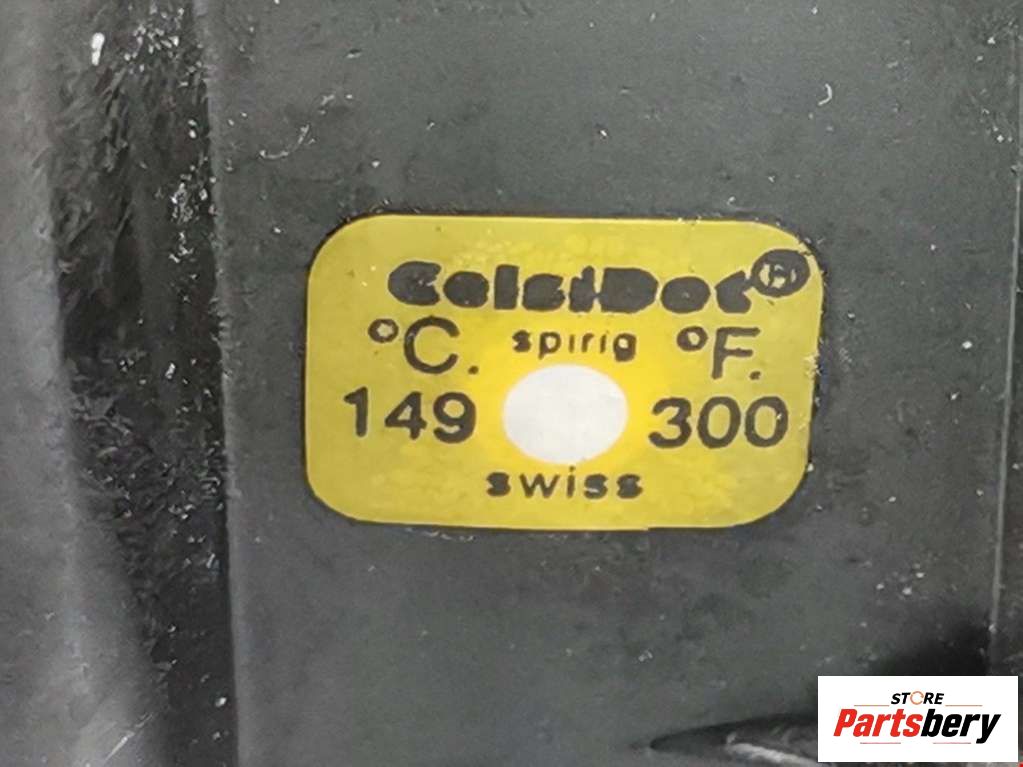 CelsiDot®
°C. spirig °F.
149 300
swiss
STORE
Partsbery